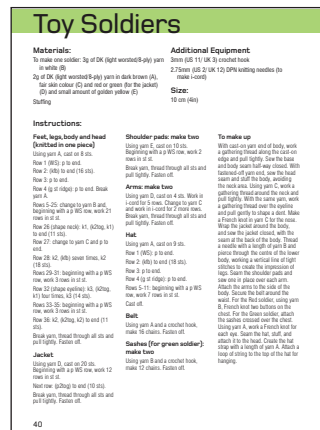 Toy Soldiers
Materials:
To make one soldier: 3g of DK (light worsted/8-ply) yarn
in white (B)
2g of DK (light worsted/8-ply) yarn in dark brown (A),
fair skin colour (C) and red or green (for the jacket)
(D) and small amount of golden yellow (E)
Stuffing
Additional Equipment
3mm (US 11/ UK 3) crochet hook
2.75mm (US 2/ UK 12) DPN knitting needles (to
make i-cord)
Size:
10 cm (4in)
Instructions:
Feet, legs, body and head
(knitted in one piece)
Using yarn A, cast on 8 sts.
Row 1 (WS): p to end.
Row 2: (kfb) to end (16 sts).
Row 3: p to end.
Row 4 (g st ridge): p to end. Break
yarn A.
Rows 5-25: change to yarn B and,
beginning with a p WS row, work 21
rows in st st.
Row 26 (shape neck): k1, (k2tog, k1)
to end (11 sts).
Row 27: change to yarn C and p to
end.
Row 28: k2, (kfb) seven times, k2
(18 sts).
Rows 29-31: beginning with a p WS
row, work 3 rows in st st.
Row 32 (shape eyeline): k3, (k2tog,
k1) four times, k3 (14 sts).
Rows 33-35: beginning with a p WS
row, work 3 rows in st st.
Row 36: k2, (k2tog, k2) to end (11
sts).
Break yarn, thread through all sts and
pull tightly. Fasten off.
Jacket
Using yarn D, cast on 20 sts.
Beginning with a p WS row, work 12
rows in st st.
Next row: (p2tog) to end (10 sts).
Break yarn, thread through all sts and
pull tightly. Fasten off.
Shoulder pads: make two
Using yarn E, cast on 10 sts.
Beginning with a p WS row, work 2
rows in st st.
Break yarn, thread through all sts and
pull tightly. Fasten off.
Arms: make two
Using yarn D, cast on 4 sts. Work in
i-cord for 5 rows. Change to yarn C
and work in i-cord for 2 more rows.
Break yarn, thread through all sts and
pull tightly. Fasten off.
Hat
Using yarn A, cast on 9 sts.
Row 1 (WS): p to end.
Row 2: (kfb) to end (18 sts).
Row 3: p to end.
Row 4 (g st ridge): p to end.
Rows 5-11: beginning with a p WS
row, work 7 rows in st st.
Cast off.
Belt
Using yarn A and a crochet hook,
make 16 chains. Fasten off.
Sashes (for green soldier):
make two
Using yarn B and a crochet hook,
make 12 chains. Fasten off.
To make up
With cast-on yarn end of body, work
a gathering thread along the cast-on
edge and pull tightly. Sew the base
and body seam half-way closed. With
fastened-off yarn end, sew the head
seam and stuff the body, avoiding
the neck area. Using yarn C, work a
gathering thread around the neck and
pull tightly. With the same yarn, work
a gathering thread over the eyeline
and pull gently to shape a dent. Make
a French knot in yarn C for the nose.
Wrap the jacket around the body,
and sew the jacket closed, with the
seam at the back of the body. Thread
a needle with a length of yarn B and
pierce through the centre of the lower
body, working a vertical line of tight
stitches to create the impression of
legs. Seam the shoulder pads and
sew one in place over each arm.
Attach the arms to the side of the
body. Secure the belt around the
waist. For the Red soldier, using yarn
B, French knot two buttons on the
chest. For the Green soldier, attach
the sashes crossed over the chest.
Using yarn A, work a French knot for
each eye. Seam the hat, stuff, and
attach it to the head. Create the hat
strap with a length of yarn A. Attach a
loop of string to the top of the hat for
hanging.
40